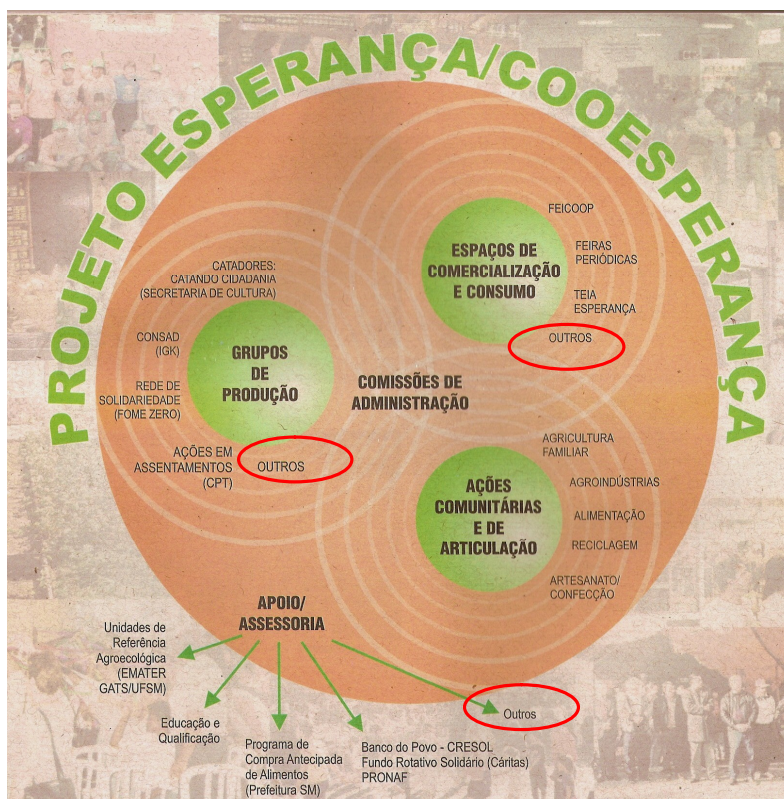 PROJETO ESPERANÇA/COOESPERANÇA
FEICOOP
ESPAÇOS DE
COMERCIALIZAÇÃO
E CONSUMO
FEIRAS
PERIÓDICAS
TEIA
ESPERANÇA
OUTROS
CATADORES:
CATANDO CIDADANIA
(SECRETARIA DE CULTURA)
CONSAD
(IGK)
REDE DE
SOLIDARIEDADE
(FOME ZERO)
AÇÕES EM
ASSENTAMENTOS
(CPT)
OUTROS
GRUPOS
DE
PRODUÇÃO
COMISSÕES DE
ADMINISTRAÇÃO
AÇÕES
COMUNITÁRIAS
E DE
ARTICULAÇÃO
AGRICULTURA
FAMILIAR
AGROINDÚSTRIAS
ALIMENTAÇÃO
RECICLAGEM
ARTESANATO/
CONFECÇÃO
APOIO/
ASSESSORIA
Unidades de
Referência
Agroecológica
(EMATER
GATS/UFSM)
Educação e
Qualificação
Programa de
Compra Antecipada
de Alimentos
(Prefeitura SM)
Banco do Povo - CRESOL
Fundo Rotativo Solidário (Cáritas)
PRONAF
Outros